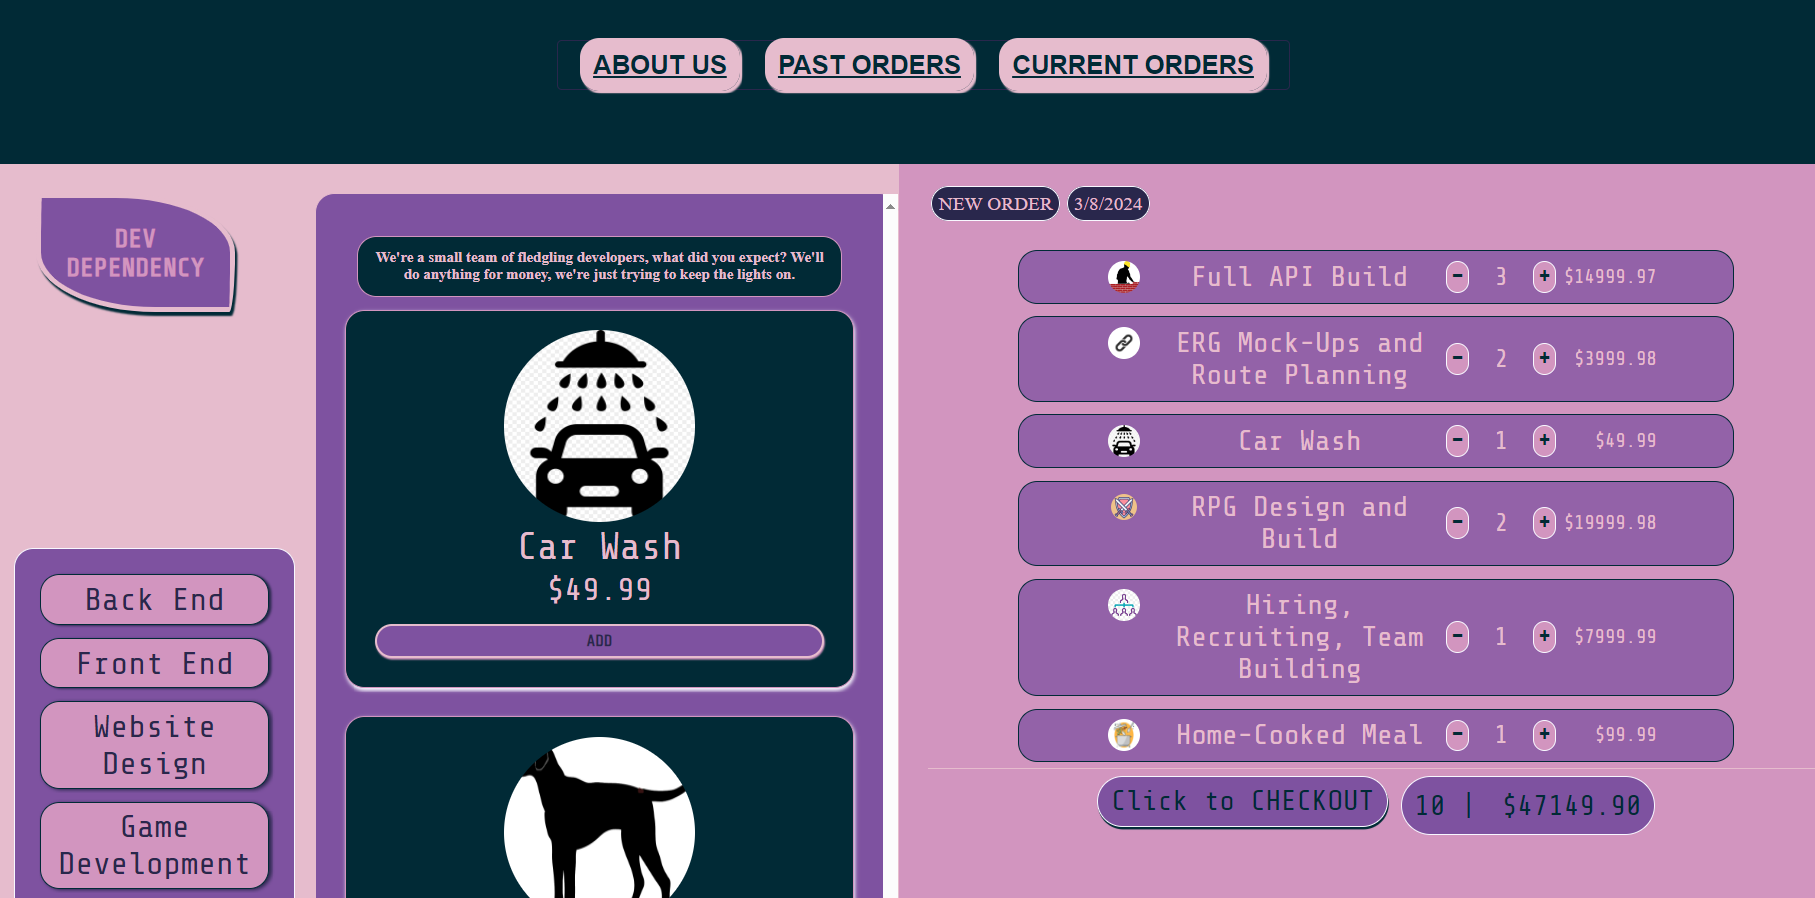 ABOUT US
PAST ORDERS
CURRENT ORDERS
DEV
DEPENDENCY
Back End
Front End
Website
Design
Game
Development
We're a small team of fledgling developers, what did you expect? We'll
do anything for money, we're just trying to keep the lights on.
Car Wash
$49.99
ADD
NEW ORDER 3/8/2024
Full API Build - 3 + $14999.97
ERG Mock-Ups and
Route Planning - 2 + $3999.98
Car Wash - 1 + $49.99
RPG Design and
Build - 2 + $19999.98
Hiring,
Recruiting, Team
Building - 1 + $7999.99
Home-Cooked Meal - 1 + $99.99
Click to CHECKOUT
10 | $47149.90